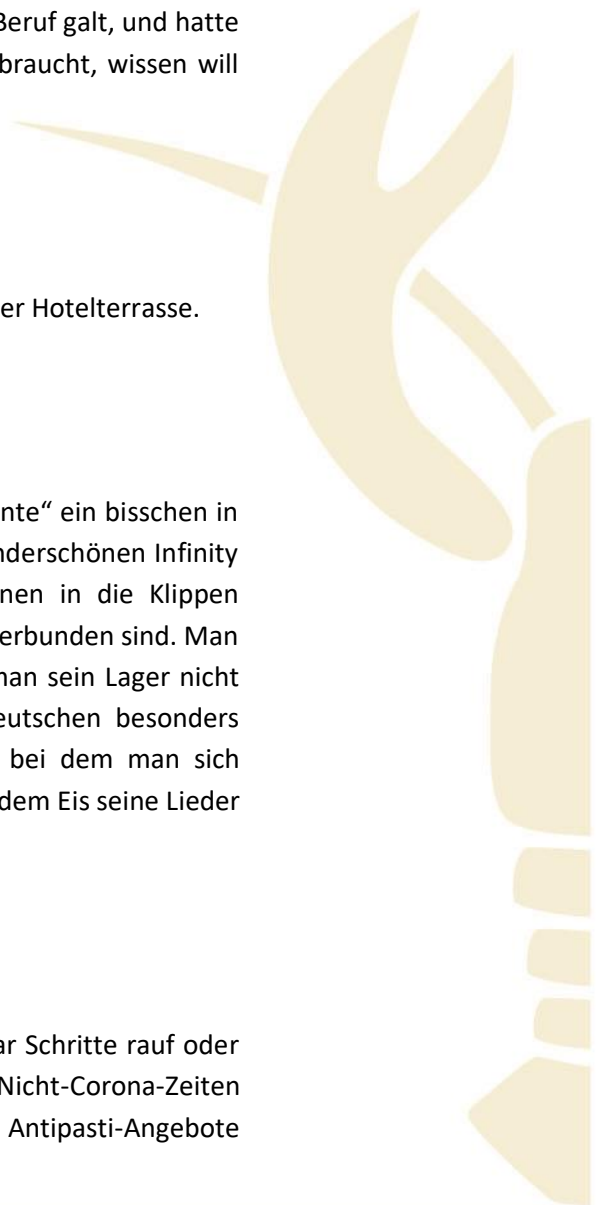 Beruf galt, und hatte
braucht, wissen will
er Hotelterrasse.
nte“ ein bisschen in
nderschönen Infinity
nen in die Klippen
erbunden sind. Man
nan sein Lager nicht
eutschen besonders
bei dem man sich
dem Eis seine Lieder
ar Schritte rauf oder
Nicht-Corona-Zeiten
Antipasti-Angebote